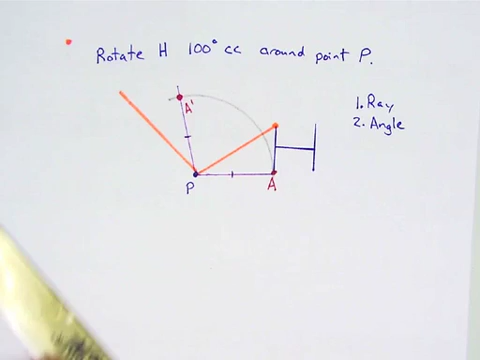 Rotate H 100° cc around point P.
1. Ray
2. Angle
A'
P
A